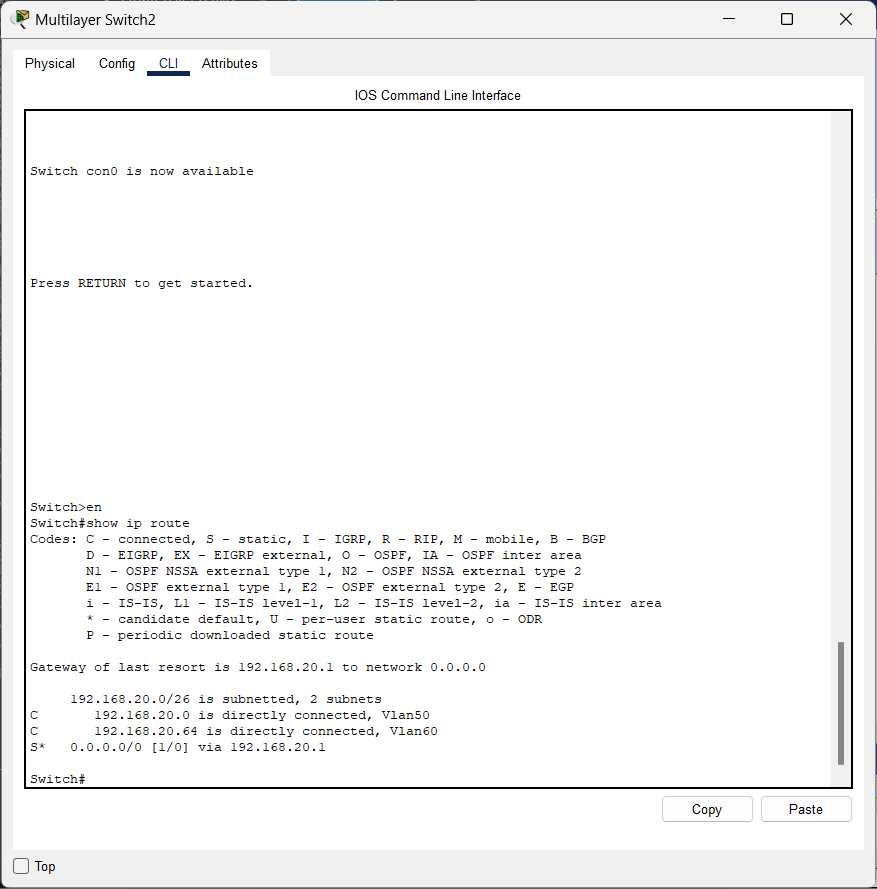 Multilayer Switch2
Physical Config CLI Attributes
IOS Command Line Interface
Switch con0 is now available
Press RETURN to get started.
Switch>en
Switch#show ip route
Codes: C - connected, S - static, I - IGRP, R - RIP, M - mobile, B - BGP
D - EIGRP, EX - EIGRP external, O - OSPF, IA - OSPF inter area
N1 - OSPF NSSA external type 1, N2 - OSPF NSSA external type 2
E1 - OSPF external type 1, E2 - OSPF external type 2, E - EGP
i - IS-IS, L1 - IS-IS level-1, L2 - IS-IS level-2, ia - IS-IS inter area
* - candidate default, U - per-user static route, o - ODR
P - periodic downloaded static route
Gateway of last resort is 192.168.20.1 to network 0.0.0.0
192.168.20.0/26 is subnetted, 2 subnets
C 192.168.20.0 is directly connected, Vlan50
C 192.168.20.64 is directly connected, Vlan60
S* 0.0.0.0/0 [1/0] via 192.168.20.1
Switch#
Copy Paste
Top